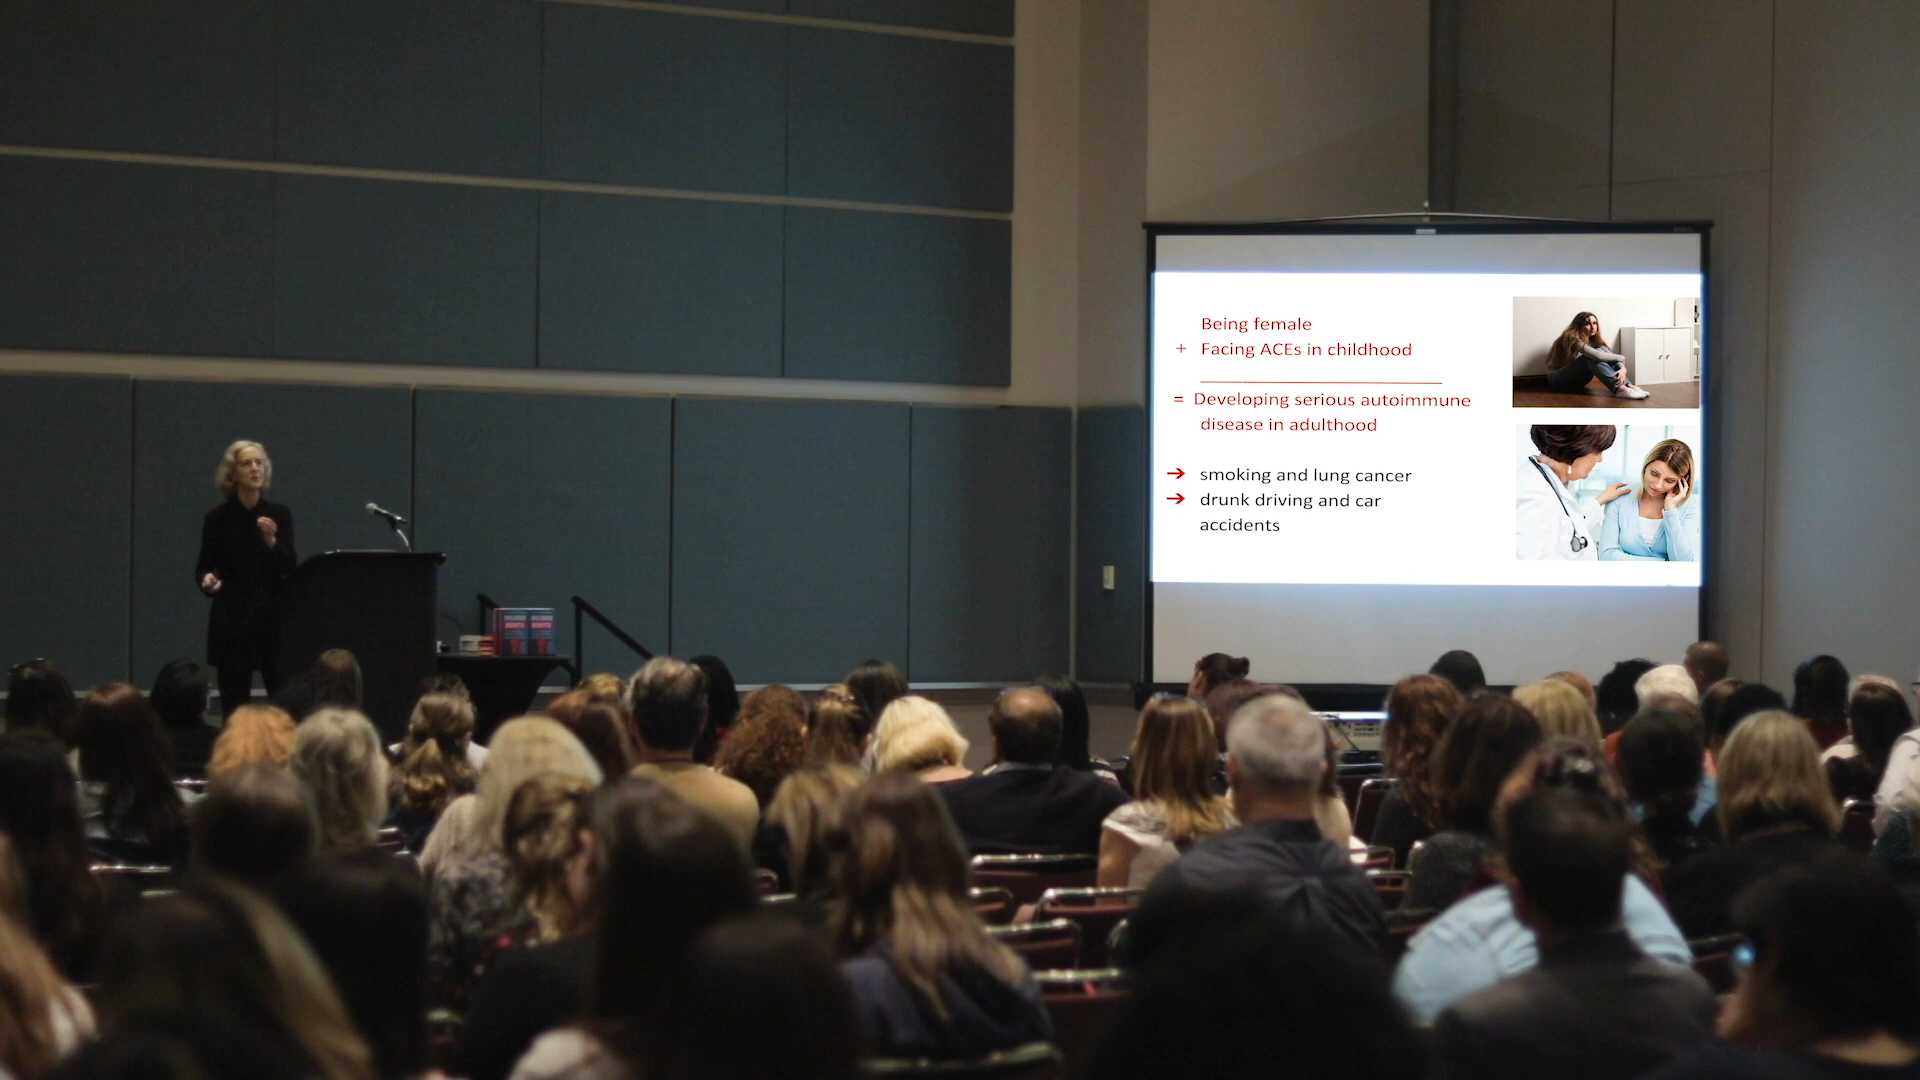 Being female
+ Facing ACEs in childhood
= Developing serious autoimmune
disease in adulthood
➔ smoking and lung cancer
➔ drunk driving and car
accidents